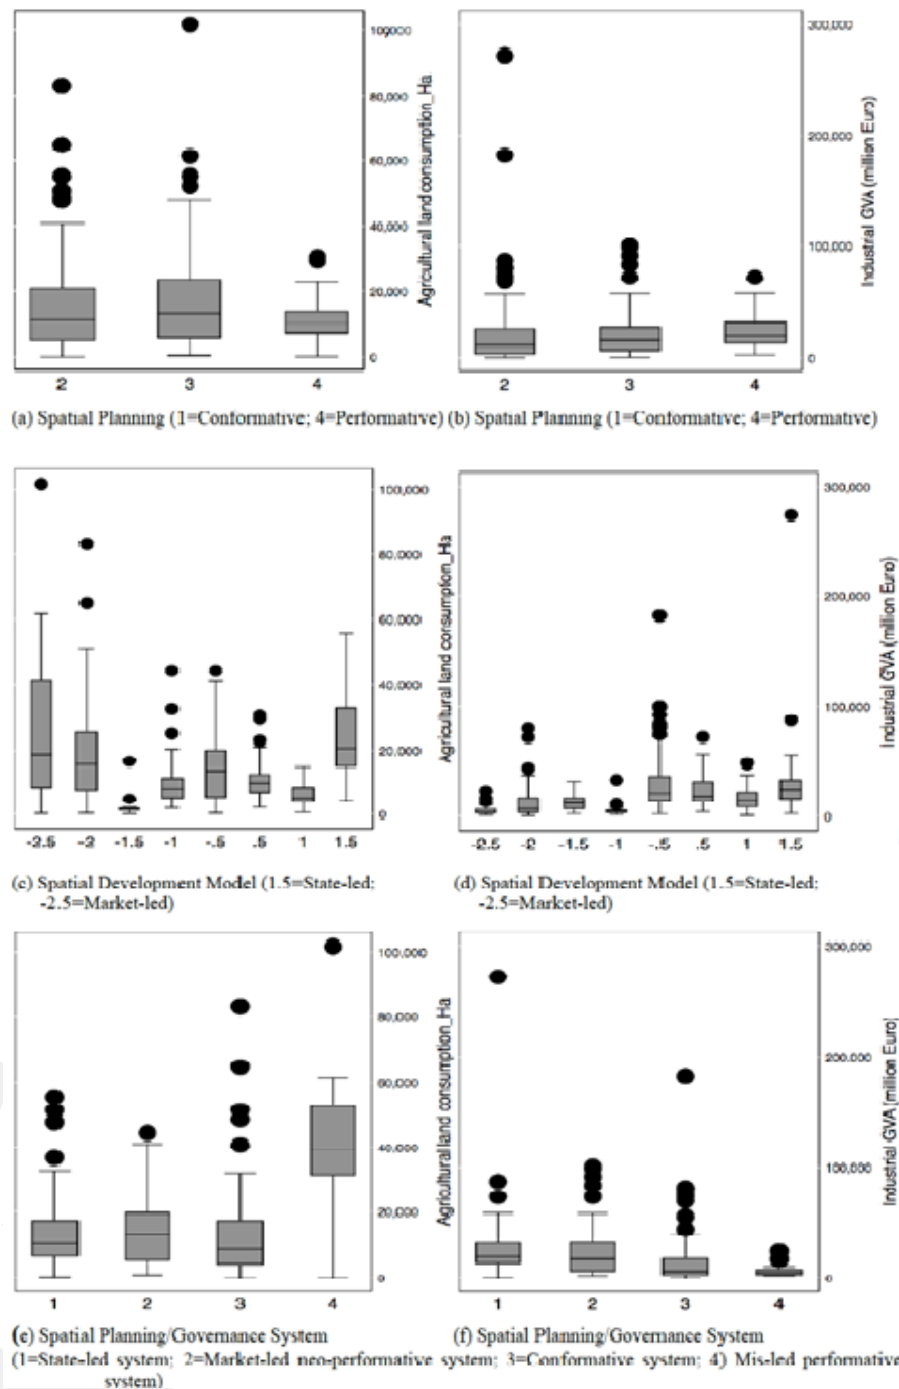 100,000
80,000
60,000
40,000
20,000
0
Agricultural land consumption_Ha
2 3 4
300,000
200,000
100,000
0
Industrial GVA (million Euro)
2 3 4
(a) Spatial Planning (1=Conformative; 4=Performative) (b) Spatial Planning (1=Conformative; 4=Performative)
100,000
80,000
60,000
40,000
20,000
0
Agricultural land consumption_Ha
-2.5 -2 -1.5 -1 -.5 .5 1 1.5
300,000
200,000
100,000
0
Industrial GVA (million Euro)
-2.5 -2 -1.5 -1 -.5 .5 1 1.5
(c) Spatial Development Model (1.5=State-led;
-2.5=Market-led)
(d) Spatial Development Model (1.5=State-led;
-2.5=Market-led)
100,000
80,000
60,000
40,000
20,000
0
Agricultural land consumption_Ha
1 2 3 4
300,000
200,000
100,000
0
Industrial GVA (million Euro)
1 2 3 4
(e) Spatial Planning/Governance System
(f) Spatial Planning/Governance System
(1=State-led system; 2=Market-led neo-performative system; 3=Conformative system; 4) Mis-led performative
system)